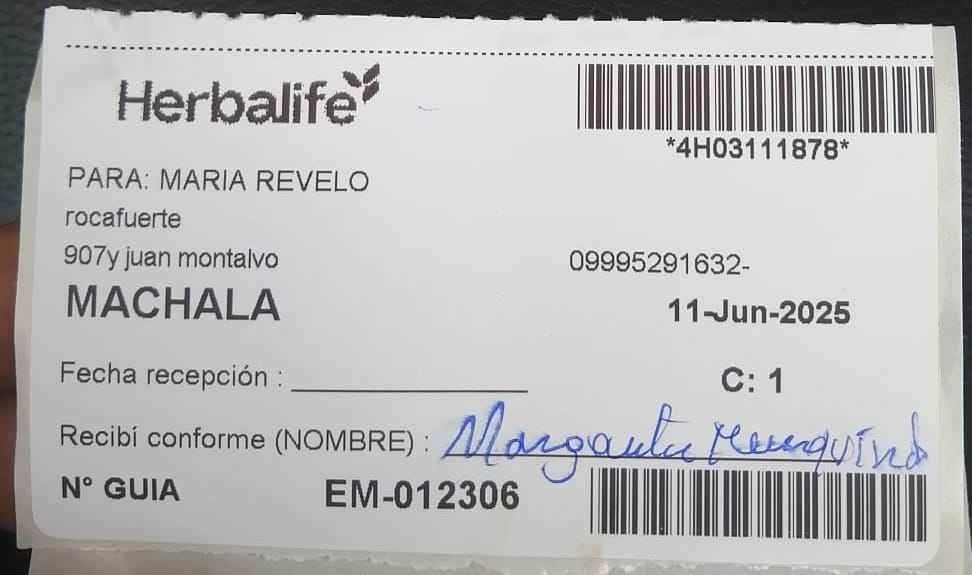 Herbalife
*4H03111878*
PARA: MARIA REVELO
rocafuerte
907y juan montalvo
09995291632-
MACHALA
11-Jun-2025
Fecha recepción :
C: 1
Recibí conforme (NOMBRE) : Margarita
N° GUIA EM-012306